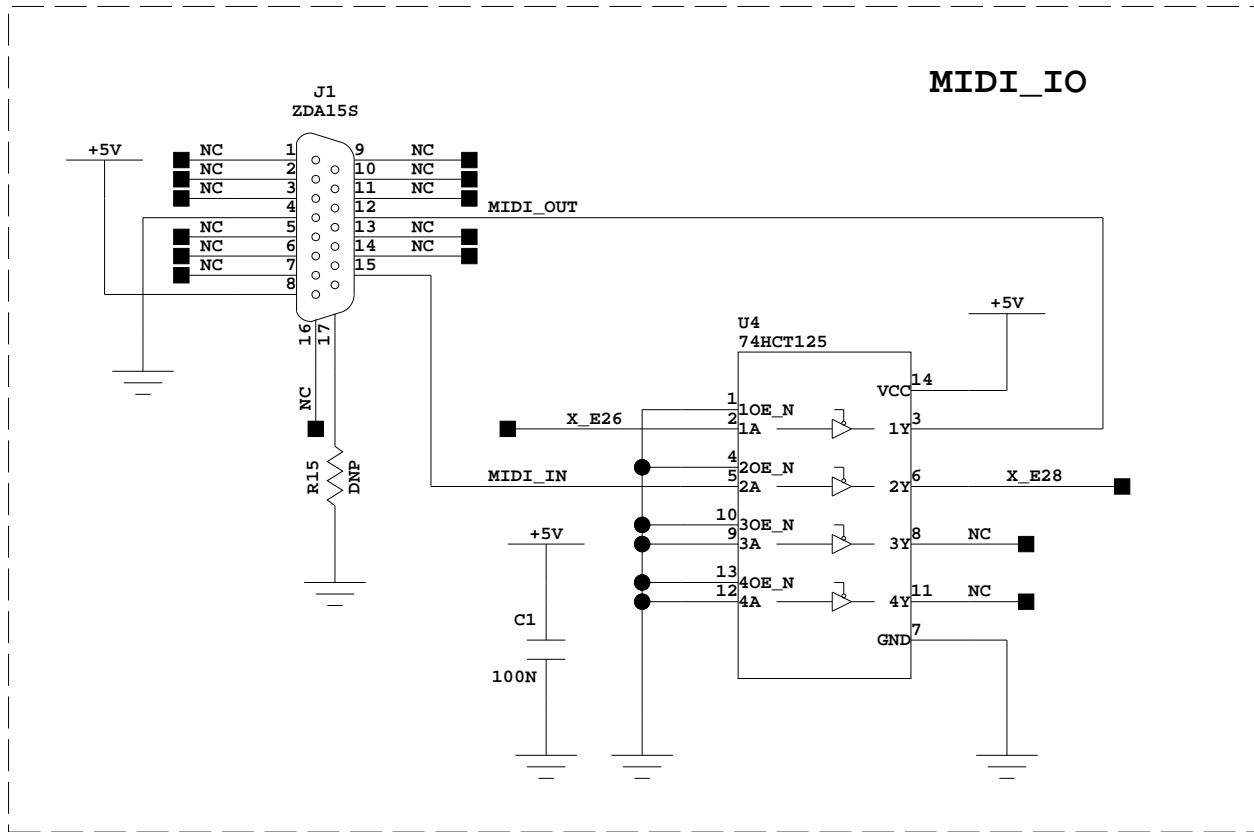 MIDI_IO
J1
ZDA15S
+5V
NC 1 9 NC
NC 2 10 NC
NC 3 11 NC
4 12 MIDI_OUT
NC 5 13 NC
NC 6 14 NC
NC 7 15
8
16 17
NC
R15 DNP
+5V
U4
74HCT125
VCC 14
1 1OE_N
X_E26 2 1A 1Y 3
4 2OE_N
MIDI_IN 5 2A 2Y 6 X_E28
10 3OE_N
9 3A 3Y 8 NC
13 4OE_N
12 4A 4Y 11 NC
GND 7
+5V
C1
100N